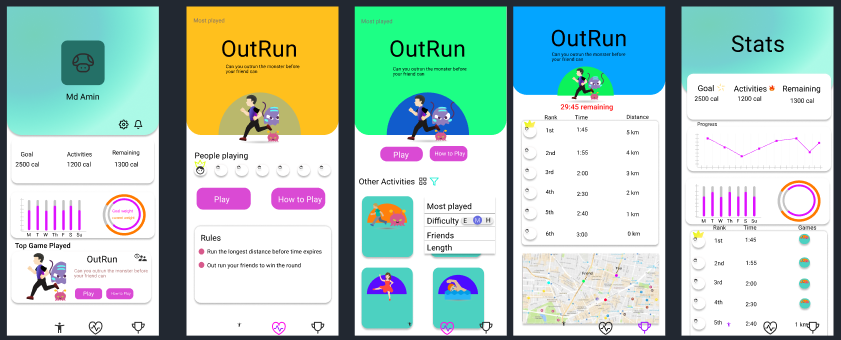 Md Amin
Goal Activities Remaining
2500 cal 1200 cal 1300 cal
Goal weight
M T W Th F S Su
Top Game Played
OutRun
Can you outrun the monster before
your friend can
Play How to Play
Most played
OutRun
Can you outrun the monster before
your friend can
People playing
Play How to Play
Rules
Run the longest distance before time expires
Out run your friends to win the round
Most played
OutRun
Can you outrun the monster before
your friend can
Play How to Play
Other Activities
Most played
Difficulty E M H
Friends
Length
OutRun
Can you outrun the monster before
your friend can
29:45 remaining
Rank Time Distance
1st 1:45 5 km
2nd 1:55 4 km
3rd 2:00 3 km
4th 2:30 2 km
5th 2:40 1 km
6th 3:00 0 km
Friend
You
Stats
Goal Activities Remaining
2500 cal 1200 cal 1300 cal
Progress
M T W Th F S Su
Rank Time Games
1st 1:45
2nd 1:55
3rd 2:00
4th 2:30
5th 2:40 1 km